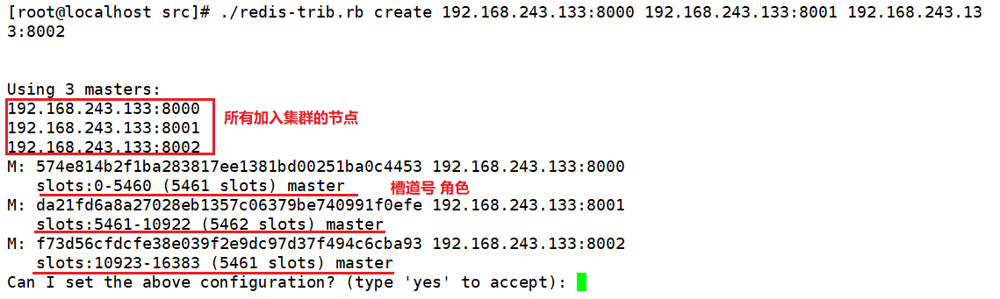 [root@localhost src]# ./redis-trib.rb create 192.168.243.133:8000 192.168.243.133:8001 192.168.243.13
3:8002
Using 3 masters:
192.168.243.133:8000
192.168.243.133:8001
192.168.243.133:8002
所有加入集群的节点
M: 574e814b2f1ba283817ee1381bd00251ba0c4453 192.168.243.133:8000
slots:0-5460 (5461 slots) master
槽道号 角色
M: da21fd6a8a27028eb1357c06379be740991f0efe 192.168.243.133:8001
slots:5461-10922 (5462 slots) master
M: f73d56cfdcfe38e039f2e9dc97d37f494c6cba93 192.168.243.133:8002
slots:10923-16383 (5461 slots) master
Can I set the above configuration? (type 'yes' to accept):